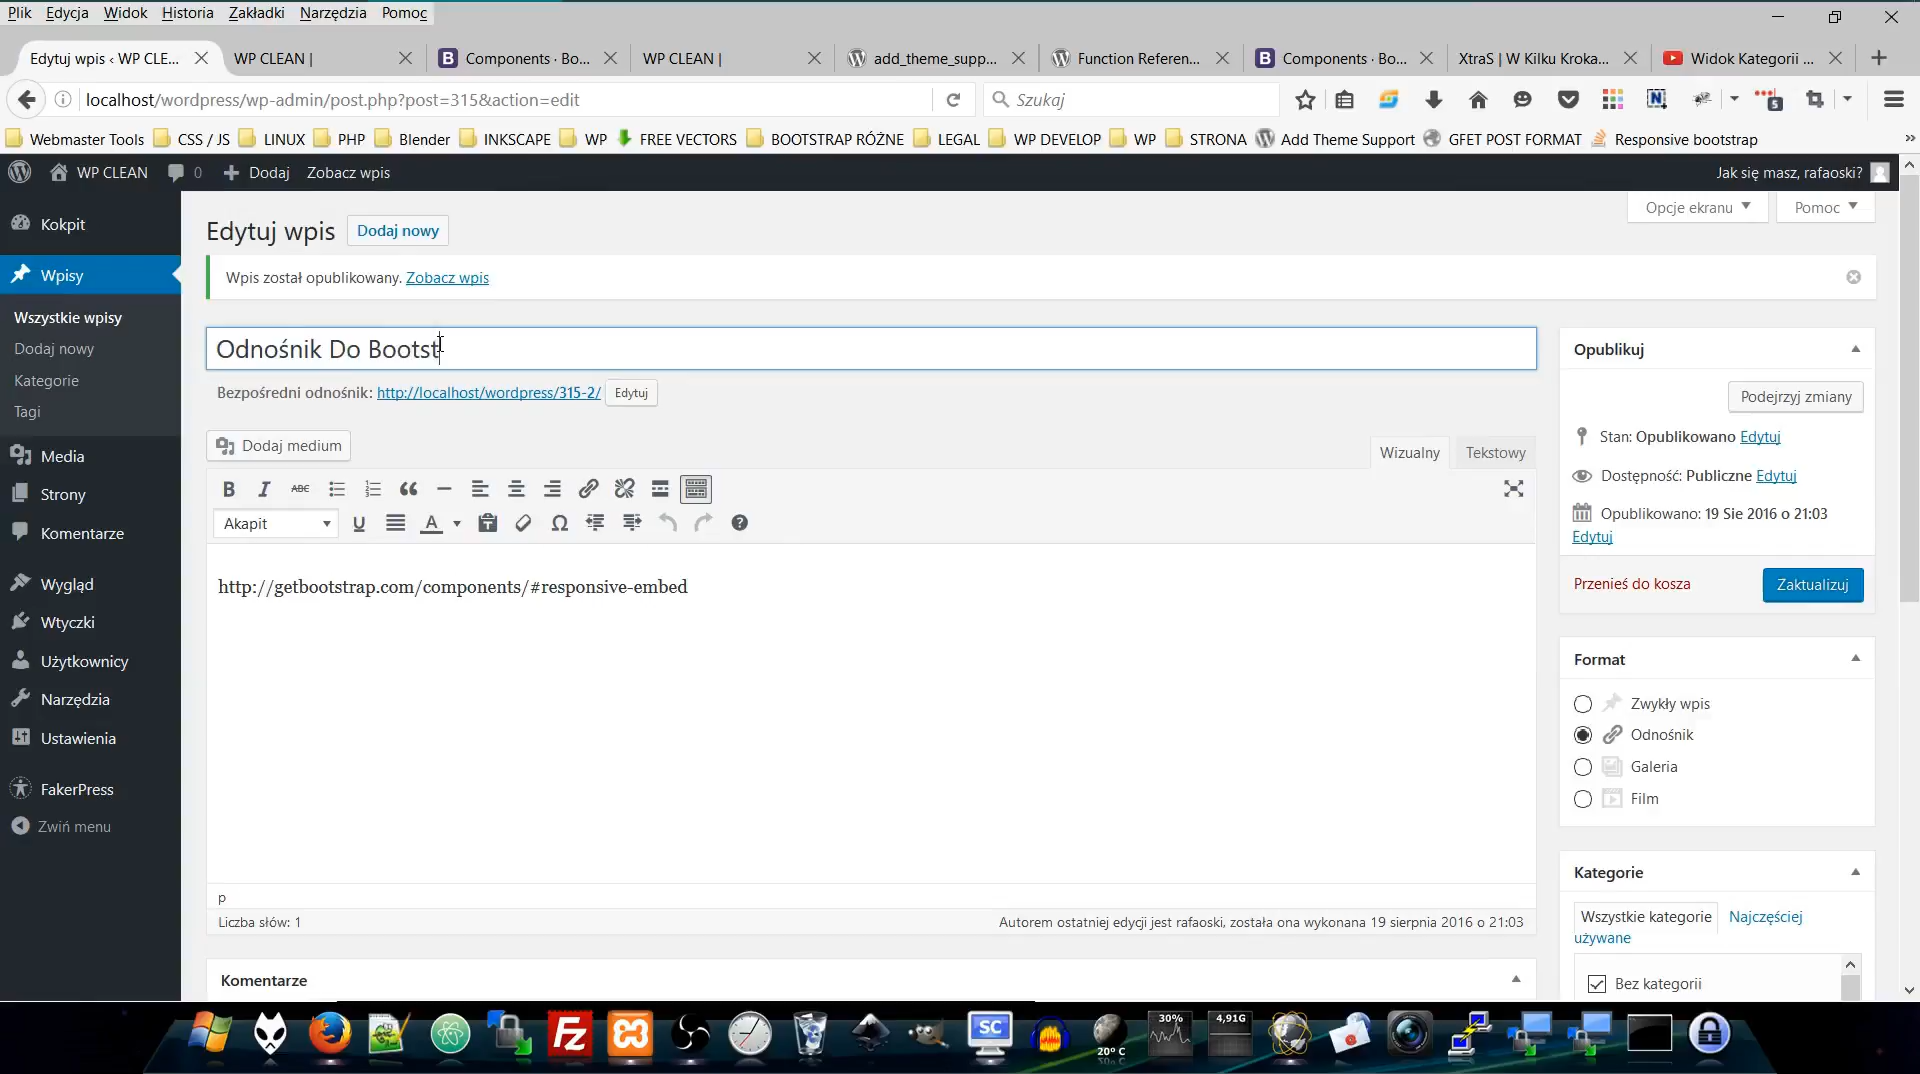 Plik Edycja Widok Historia Zakładki Narzędzia Pomoc
Edytuj wpis ‹ WP CLE... WP CLEAN | Components · Bo... WP CLEAN | add_theme_supp... Function Referen... Components · Bo... XtraS | W Kilku Kroka... Widok Kategorii ...
localhost/wordpress/wp-admin/post.php?post=315&action=edit Szukaj 5
Webmaster Tools CSS / JS LINUX PHP Blender INKSCAPE WP FREE VECTORS BOOTSTRAP RÓŻNE LEGAL WP DEVELOP WP STRONA Add Theme Support GFET POST FORMAT Responsive bootstrap
WP CLEAN 0 Dodaj Zobacz wpis Jak się masz, rafaoski?
Opcje ekranu Pomoc
Kokpit
Wpisy
Wszystkie wpisy
Dodaj nowy
Kategorie
Tagi
Media
Strony
Komentarze
Wygląd
Wtyczki
Użytkownicy
Narzędzia
Ustawienia
FakerPress
Zwiń menu
Edytuj wpis Dodaj nowy
Wpis został opublikowany. Zobacz wpis
Odnośnik Do Bootst
Bezpośredni odnośnik: http://localhost/wordpress/315-2/ Edytuj
Dodaj medium
Wizualny Tekstowy
B I ABC
Akapit U A Ω ?
http://getbootstrap.com/components/#responsive-embed
p
Liczba słów: 1 Autorem ostatniej edycji jest rafaoski, została ona wykonana 19 sierpnia 2016 o 21:03
Komentarze
Opublikuj
Podejrzyj zmiany
Stan: Opublikowano Edytuj
Dostępność: Publiczne Edytuj
Opublikowano: 19 Sie 2016 o 21:03
Edytuj
Przenieś do kosza Zaktualizuj
Format
Zwykły wpis
Odnośnik
Galeria
Film
Kategorie
Wszystkie kategorie Najczęściej
używane
Bez kategorii
Fz SC 20° C 30% 4,91G